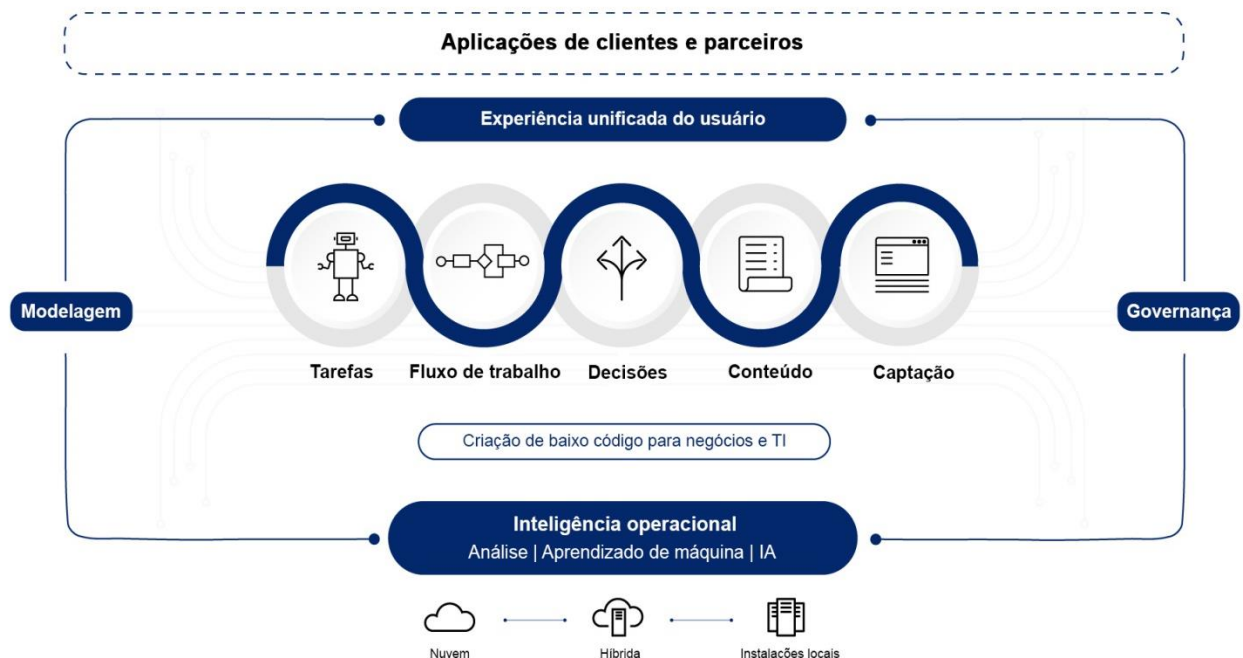 Aplicações de clientes e parceiros
Experiência unificada do usuário
Modelagem
Governança
Tarefas
Fluxo de trabalho
Decisões
Conteúdo
Captação
Criação de baixo código para negócios e TI
Inteligência operacional
Análise | Aprendizado de máquina | IA
Nuvem
Híbrida
Instalações locais